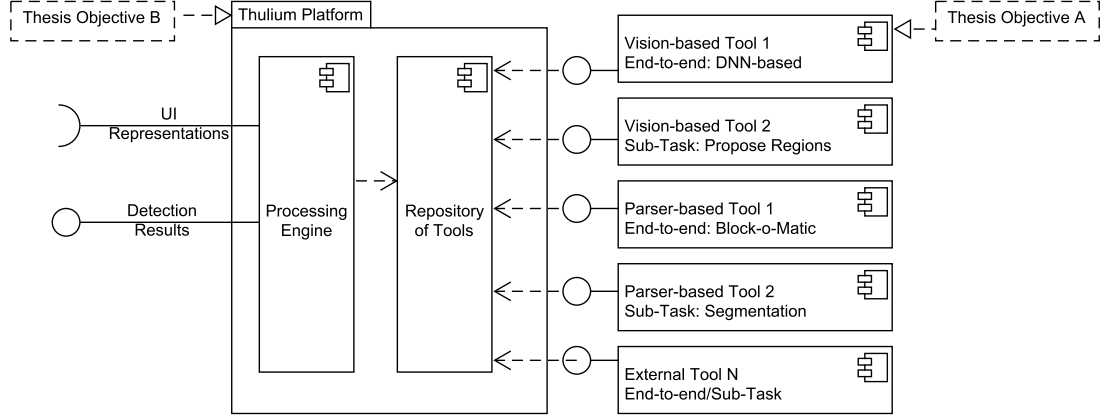 Thesis Objective B
Thulium Platform
Thesis Objective A
UI
Representations
Detection
Results
Processing
Engine
Repository
of Tools
Vision-based Tool 1
End-to-end: DNN-based
Vision-based Tool 2
Sub-Task: Propose Regions
Parser-based Tool 1
End-to-end: Block-o-Matic
Parser-based Tool 2
Sub-Task: Segmentation
External Tool N
End-to-end/Sub-Task